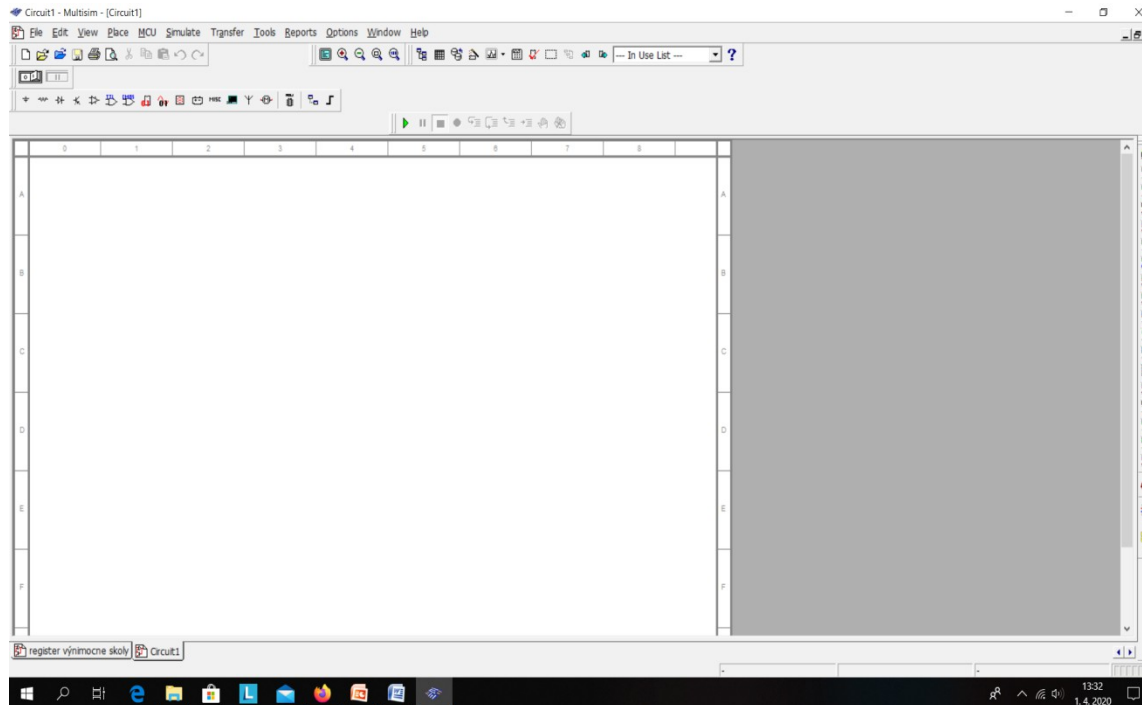 Circuit1 - Multisim - [Circuit1]
File Edit View Place MCU Simulate Transfer Tools Reports Options Window Help
--- In Use List ---
MISC
0 1 2 3 4 5 6 7 8
A A
B B
C C
D D
E E
F F
register výnimocne skoly Circuit1
13:32
1. 4. 2020